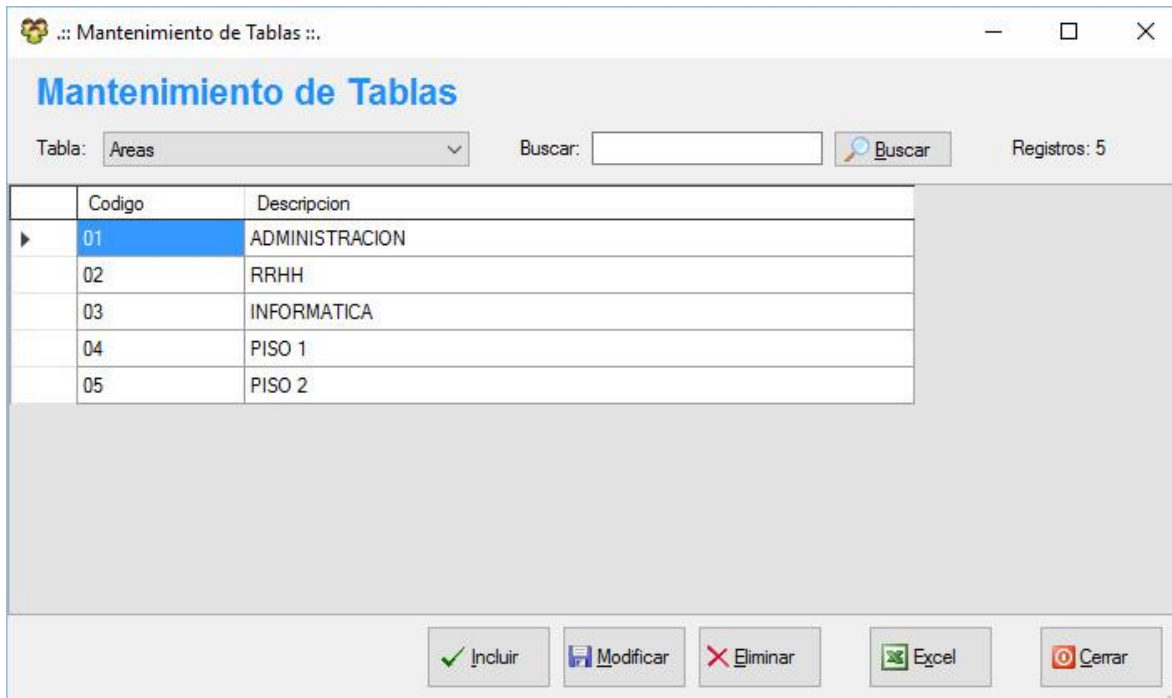 .:: Mantenimiento de Tablas ::.
Mantenimiento de Tablas
Tabla: Areas Buscar: Buscar Registros: 5
Codigo Descripcion
01 ADMINISTRACION
02 RRHH
03 INFORMATICA
04 PISO 1
05 PISO 2
Incluir Modificar Eliminar Excel Cerrar